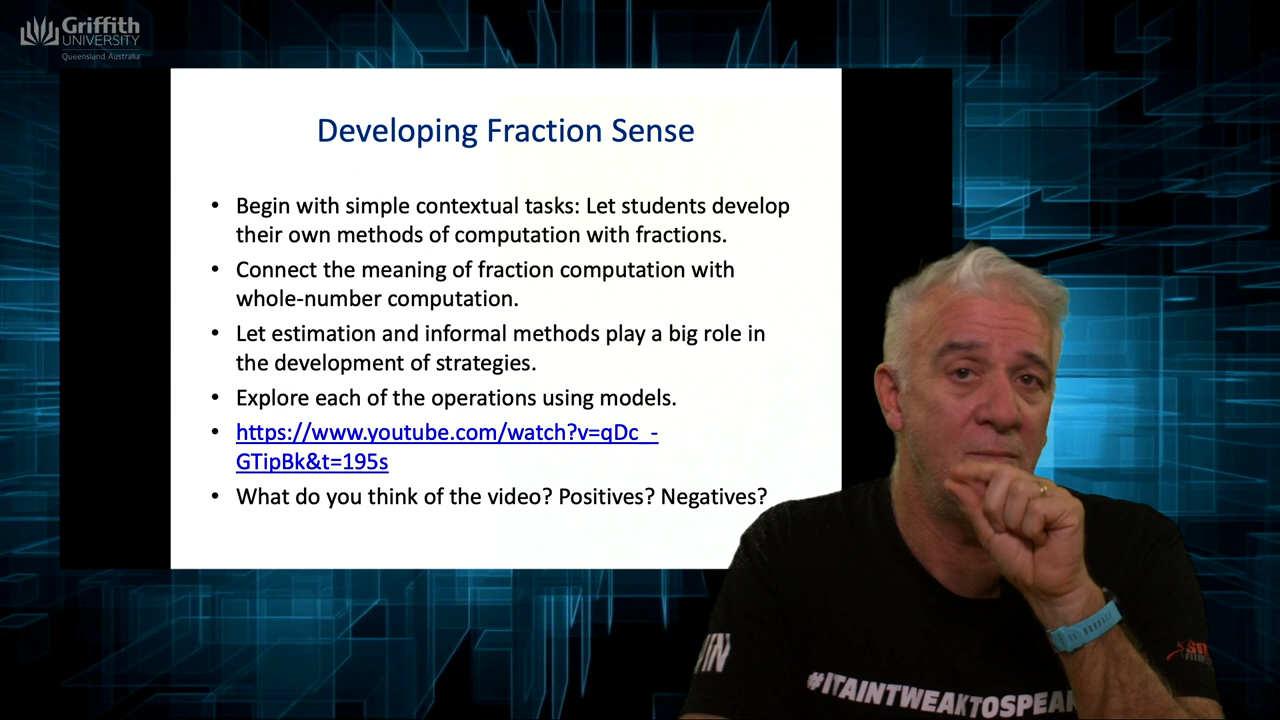 Griffith
UNIVERSITY
Queensland, Australia
Developing Fraction Sense
• Begin with simple contextual tasks: Let students develop
their own methods of computation with fractions.
• Connect the meaning of fraction computation with
whole-number computation.
• Let estimation and informal methods play a big role in
the development of strategies.
• Explore each of the operations using models.
• https://www.youtube.com/watch?v=qDc_-
GTipBk&t=195s
• What do you think of the video? Positives? Negatives?
#ITAINTWEAKTOSPEAK